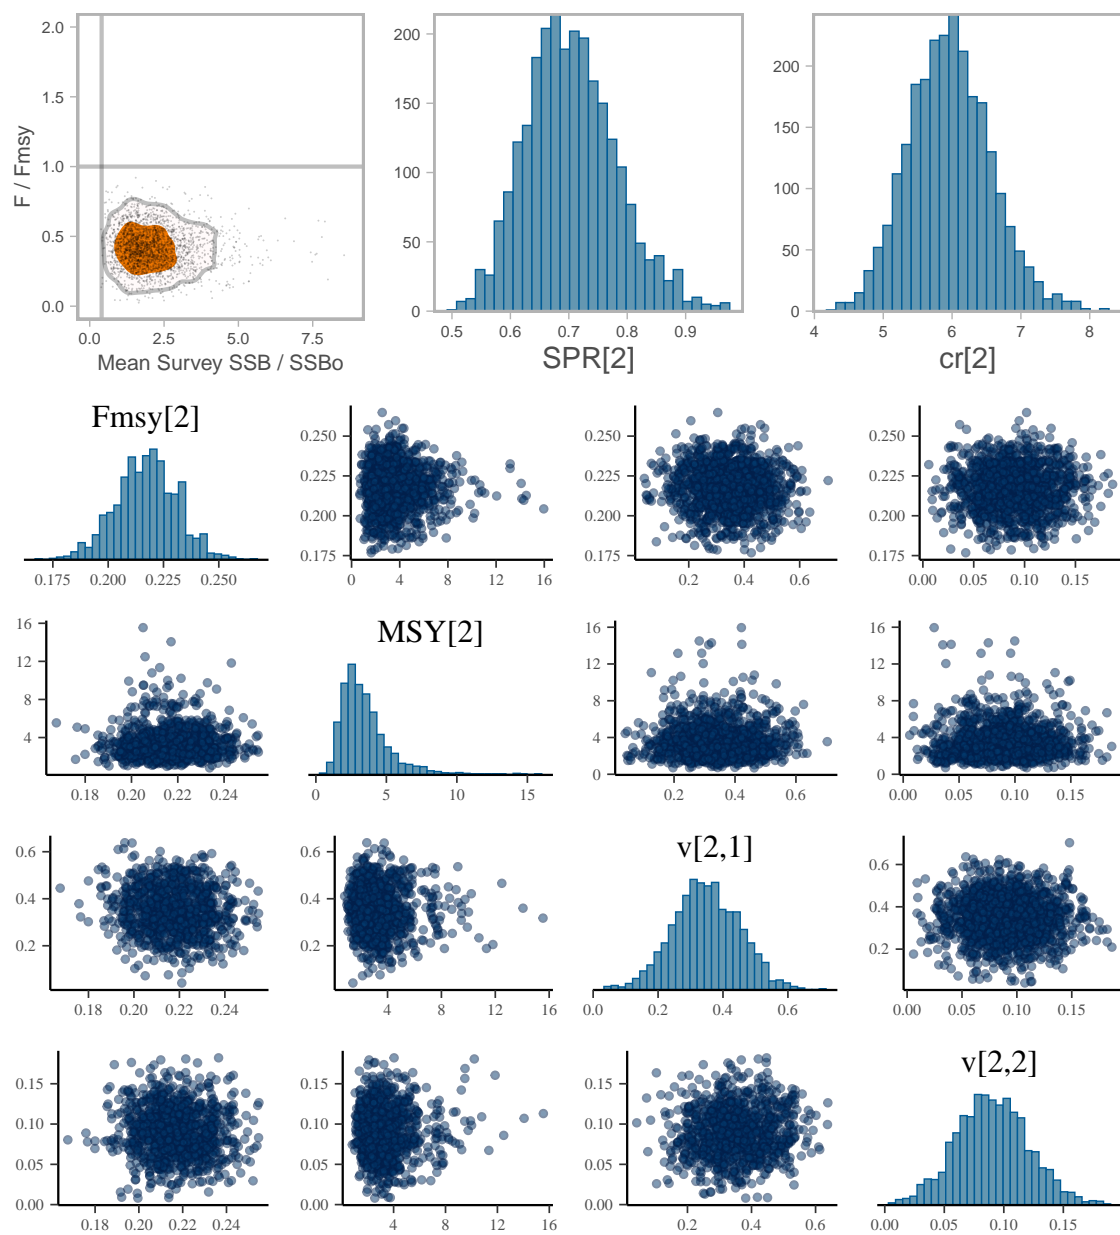 2.0
1.5
1.0
0.5
0.0
F / Fmsy
0.0 2.5 5.0 7.5
Mean Survey SSB / SSBo
200
150
100
50
0
0.5 0.6 0.7 0.8 0.9
SPR[2]
200
150
100
50
0
4 5 6 7 8
cr[2]
Fmsy[2]
0.175 0.200 0.225 0.250
0.250
0.225
0.200
0.175
0 4 8 12 16
0.250
0.225
0.200
0.175
0.2 0.4 0.6
0.250
0.225
0.200
0.175
0.00 0.05 0.10 0.15
16
12
8
4
0.18 0.20 0.22 0.24
MSY[2]
0 5 10 15
16
12
8
4
0
0.2 0.4 0.6
16
12
8
4
0
0.00 0.05 0.10 0.15
0.6
0.4
0.2
0.18 0.20 0.22 0.24
0.6
0.4
0.2
4 8 12 16
v[2,1]
0.0 0.2 0.4 0.6
0.6
0.4
0.2
0.00 0.05 0.10 0.15
0.15
0.10
0.05
0.00
0.18 0.20 0.22 0.24
0.15
0.10
0.05
0.00
4 8 12 16
0.15
0.10
0.05
0.00
0.2 0.4 0.6
v[2,2]
0.00 0.05 0.10 0.15